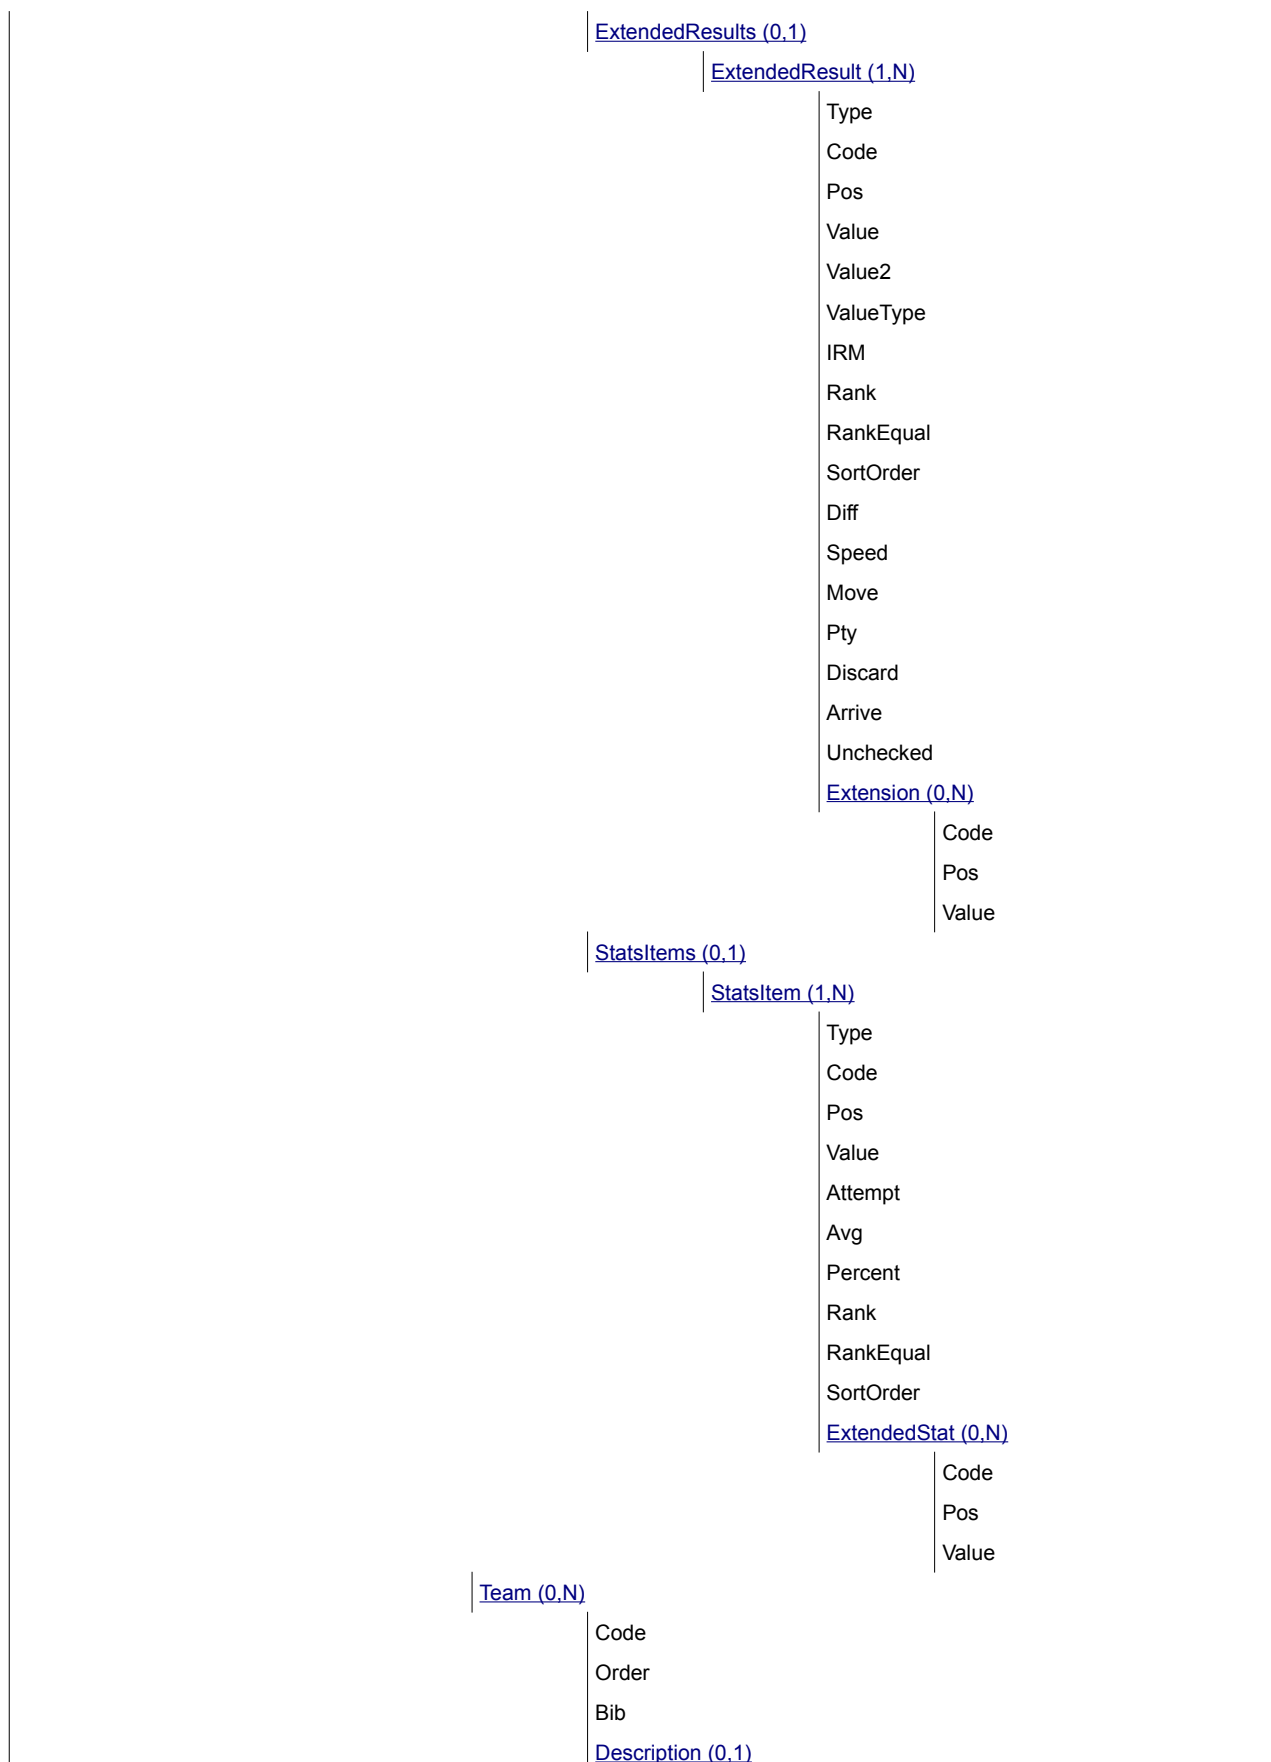 ExtendedResults (0,1)
ExtendedResult (1,N)
Type
Code
Pos
Value
Value2
ValueType
IRM
Rank
RankEqual
SortOrder
Diff
Speed
Move
Pty
Discard
Arrive
Unchecked
Extension (0,N)
Code
Pos
Value
StatsItems (0,1)
StatsItem (1,N)
Type
Code
Pos
Value
Attempt
Avg
Percent
Rank
RankEqual
SortOrder
ExtendedStat (0,N)
Code
Pos
Value
Team (0,N)
Code
Order
Bib
Description (0,1)